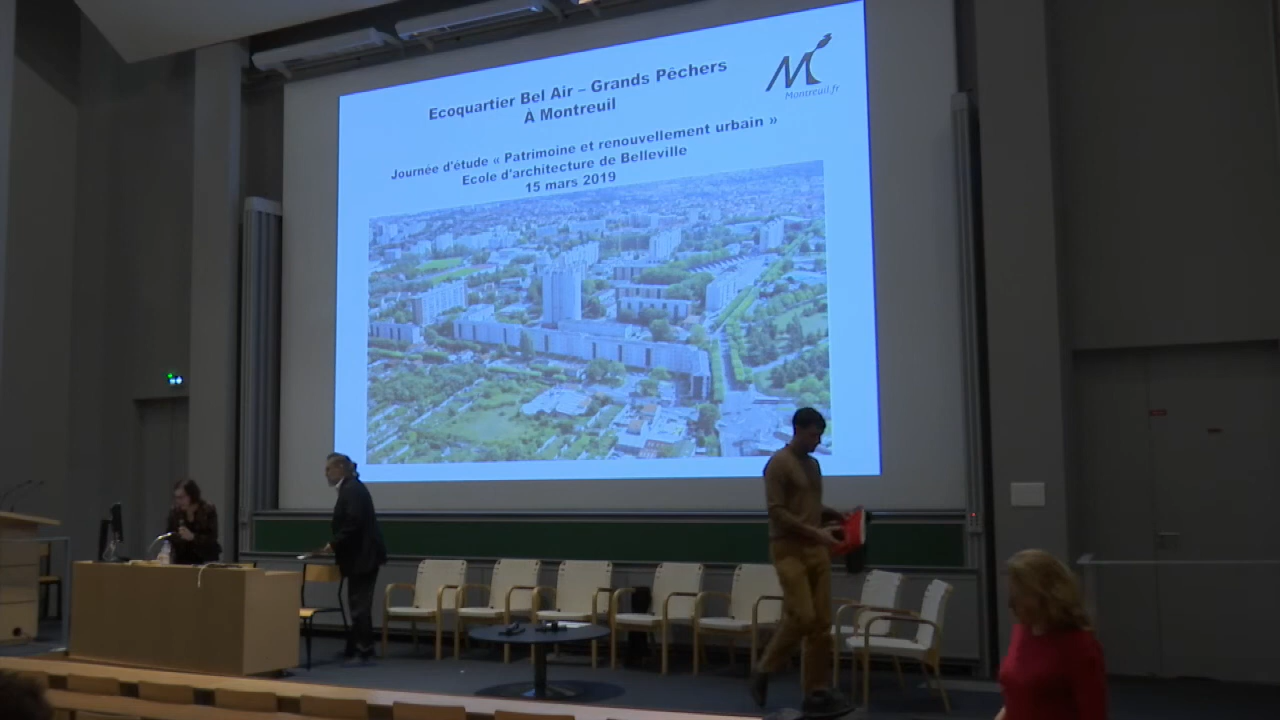 Ecoquartier Bel Air – Grands Pêchers
À Montreuil
Montreuil.fr
Journée d'étude « Patrimoine et renouvellement urbain »
Ecole d'architecture de Belleville
15 mars 2019